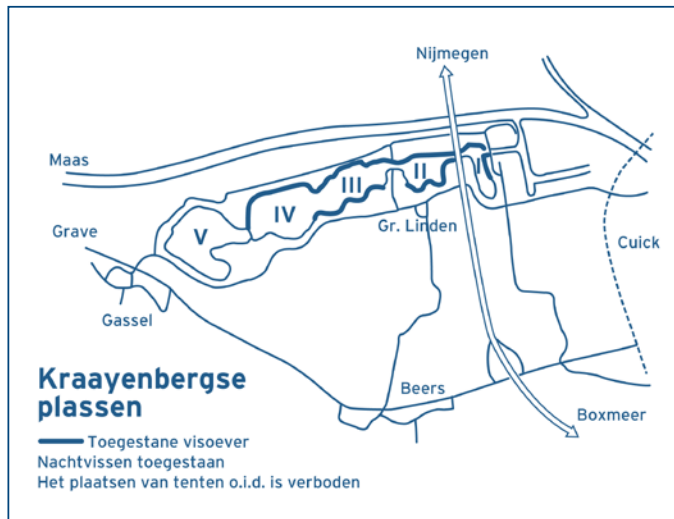 Nijmegen
Maas
I
II
III
IV
V
Grave
Gr. Linden
Cuick
Gassel
Kraayenbergse
plassen
Beers
Boxmeer
Toegestane visoever
Nachtvissen toegestaan
Het plaatsen van tenten o.i.d. is verboden